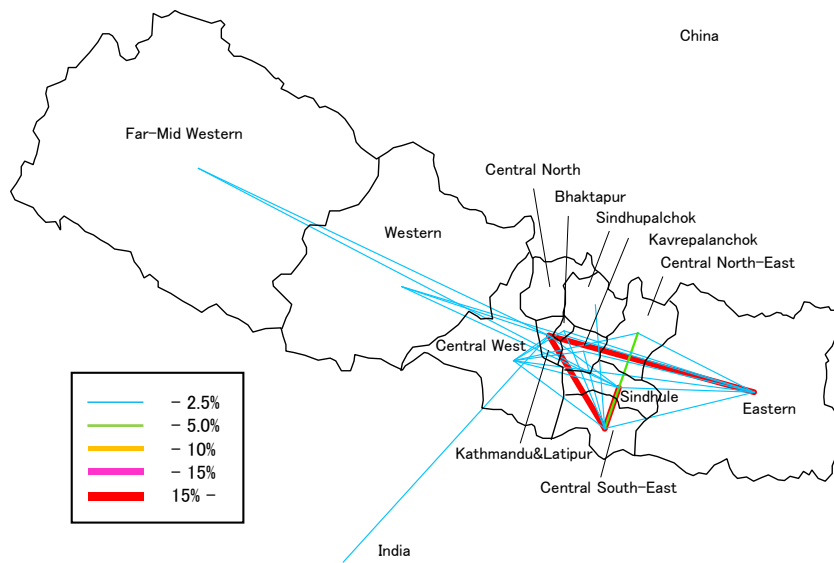 China
Far-Mid Western
Central North
Bhaktapur
Sindhupalchok
Western
Kavrepalanchok
Central North-East
Central West
Sindhule
Eastern
Kathmandu&Latipur
Central South-East
India
- 2.5%
- 5.0%
- 10%
- 15%
15% -